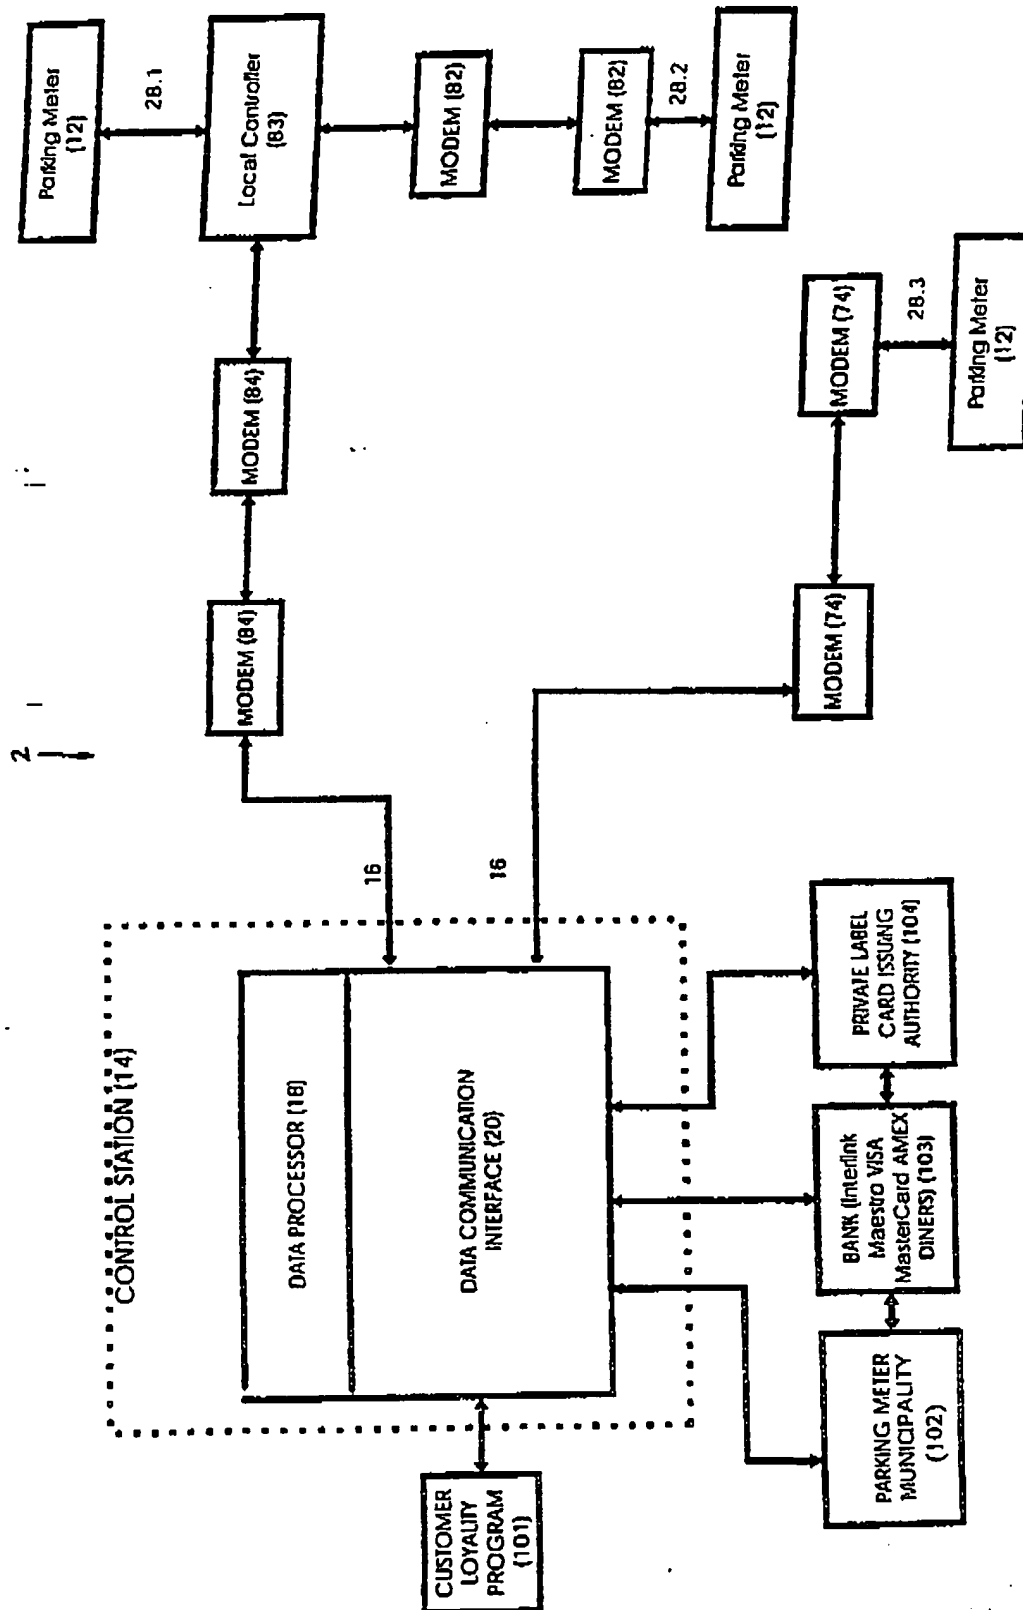 2
CONTROL STATION (14)
DATA PROCESSOR (18)
DATA COMMUNICATION
INTERFACE (20)
CUSTOMER
LOYALITY
PROGRAM
(101)
PARKING METER
MUNICIPALITY
(102)
BANK (Interlink
Maestro VISA
MasterCard AMEX
DINERS) (103)
PRIVATE LABEL
CARD ISSUING
AUTHORITY (104)
16
16
MODEM (84)
MODEM (84)
Local Controller
(83)
28.1
Parking Meter
(12)
MODEM (82)
MODEM (82)
28.2
Parking Meter
(12)
MODEM (74)
MODEM (74)
28.3
Parking Meter
(12)